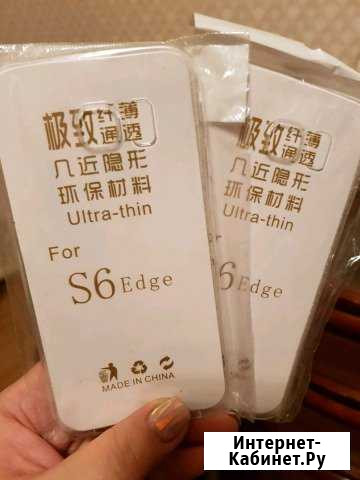 极致 纤薄
通透
几近隐形
环保材料
Ultra-thin
For
S6 Edge
MADE IN CHINA
极致 纤薄
通透
几近隐形
环保材料
Ultra-thin
For
S6 Edge
Интернет-
Кабинет.Ру